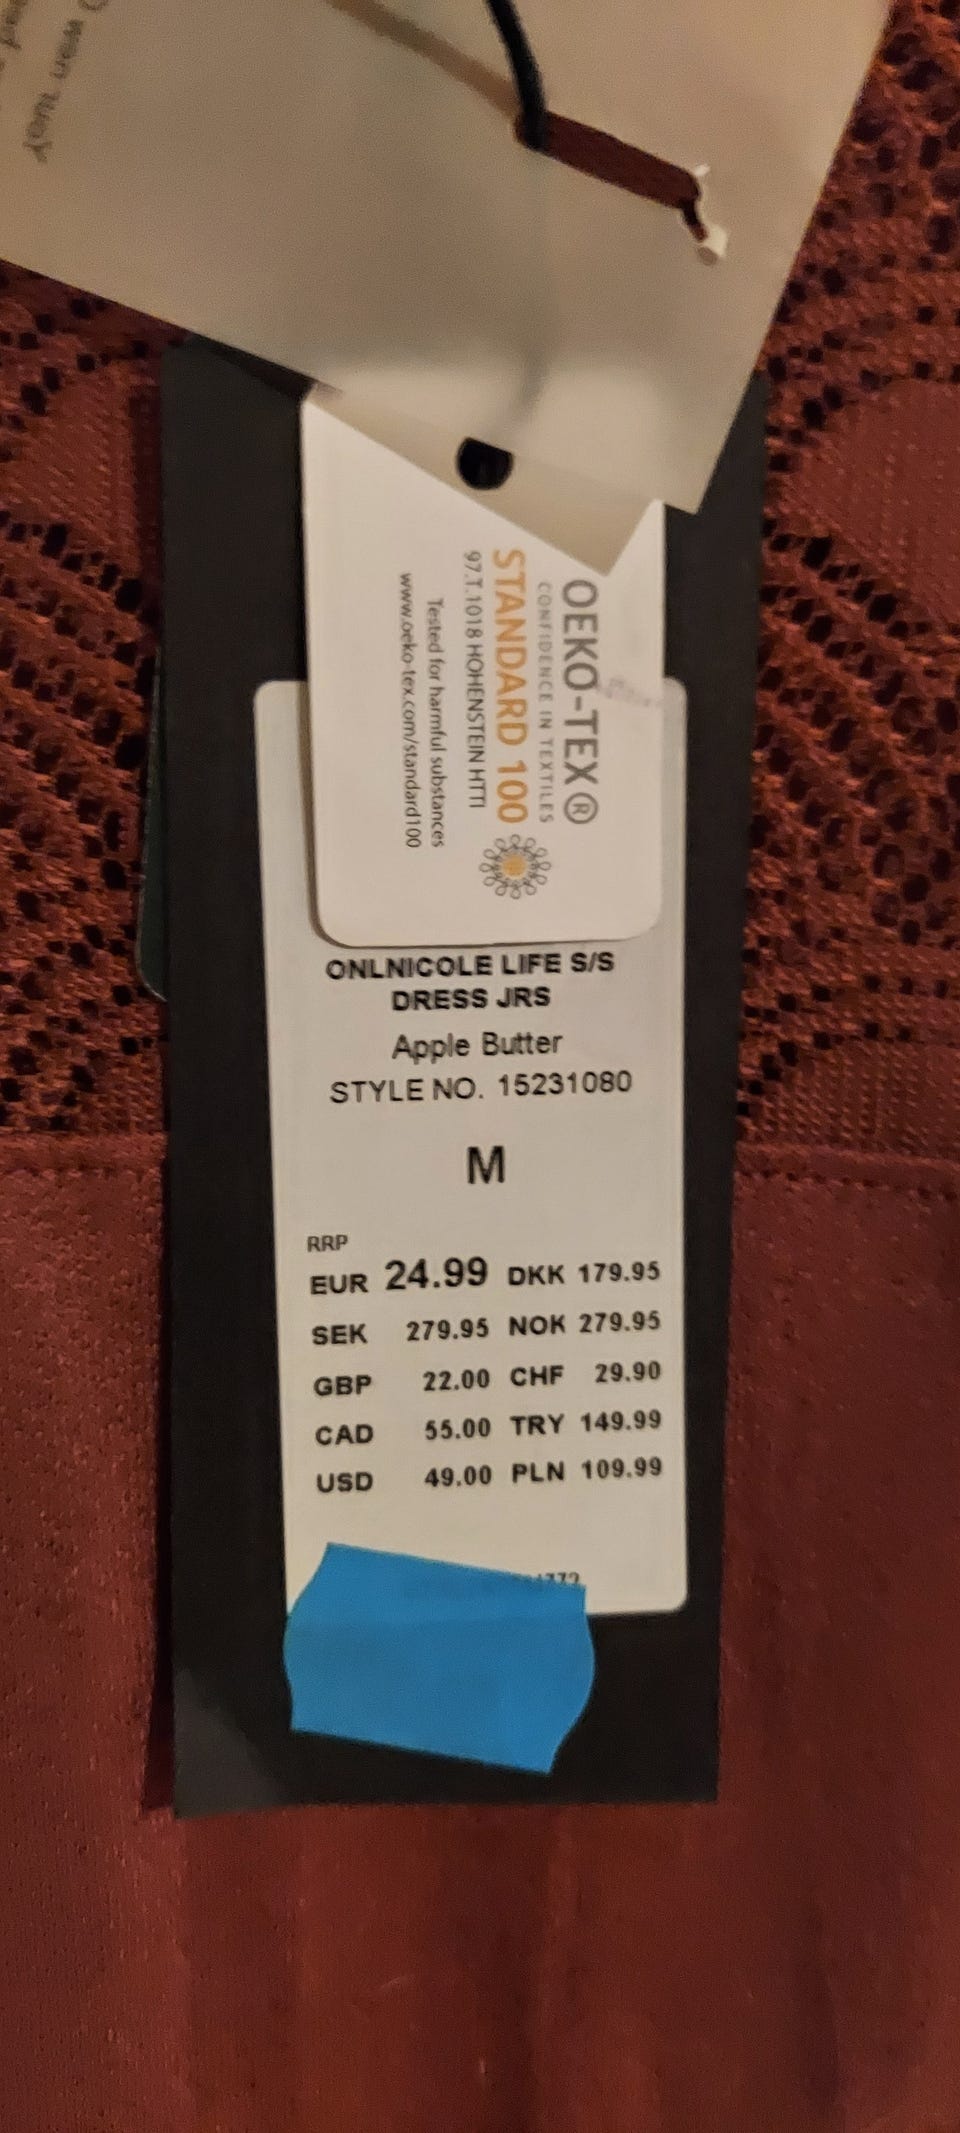 OEKO-TEX®
CONFIDENCE IN TEXTILES
STANDARD 100
97.T.1018 HOHENSTEIN HTTI
Tested for harmful substances
www.oeko-tex.com/standard100
ONLNICOLE LIFE S/S
DRESS JRS
Apple Butter
STYLE NO. 15231080
M
RRP
EUR 24.99 DKK 179.95
SEK 279.95 NOK 279.95
GBP 22.00 CHF 29.90
CAD 55.00 TRY 149.99
USD 49.00 PLN 109.99